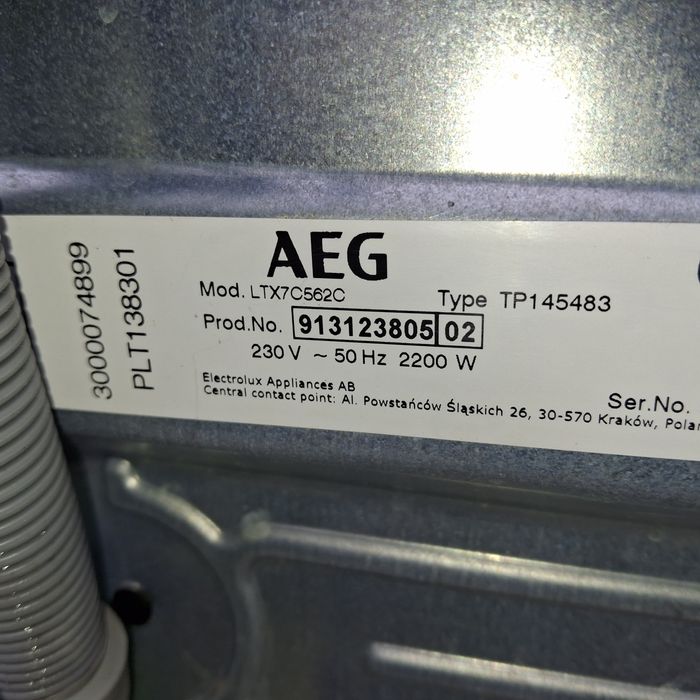 AEG
Mod. LTX7C562C
Type TP145483
Prod.No. 913123805 02
230 V ~ 50 Hz 2200 W
Electrolux Appliances AB
Central contact point: Al. Powstańców Śląskich 26, 30-570 Kraków, Polan
Ser.No.
3000074899
PLT138301